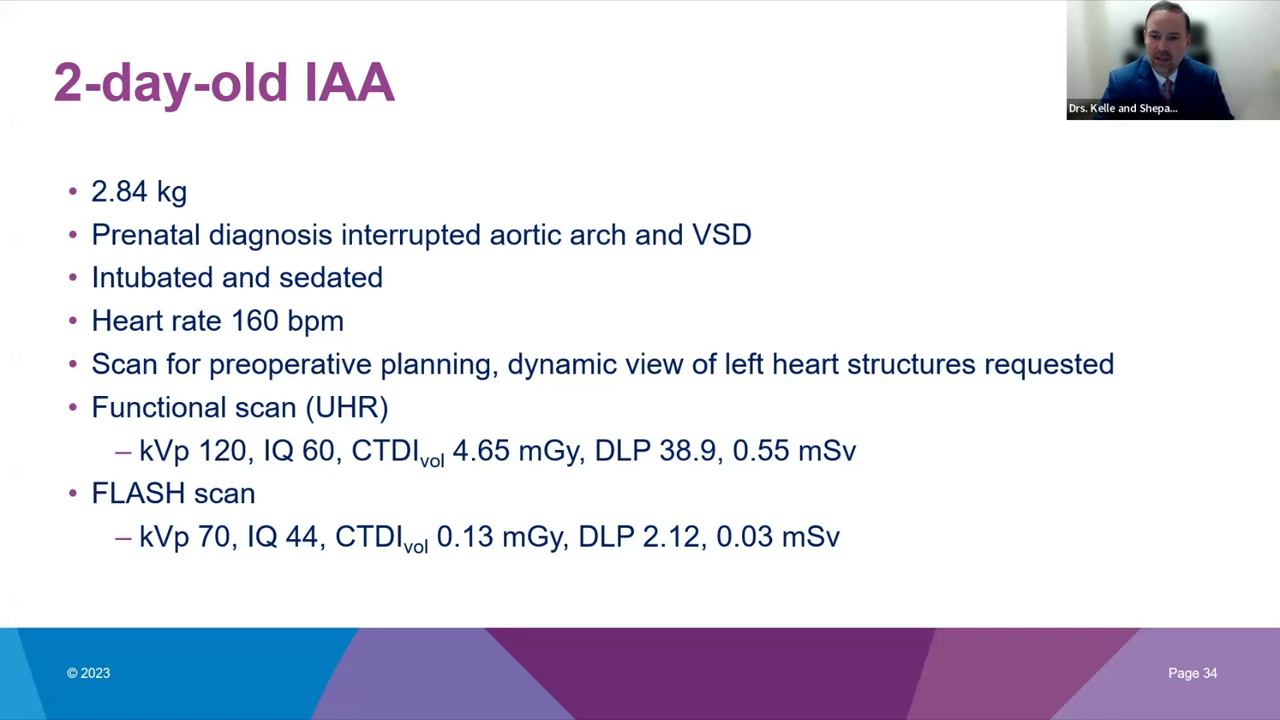 2-day-old IAA
Drs. Kelle and Shepa...
• 2.84 kg
• Prenatal diagnosis interrupted aortic arch and VSD
• Intubated and sedated
• Heart rate 160 bpm
• Scan for preoperative planning, dynamic view of left heart structures requested
• Functional scan (UHR)
– kVp 120, IQ 60, CTDIvol 4.65 mGy, DLP 38.9, 0.55 mSv
• FLASH scan
– kVp 70, IQ 44, CTDIvol 0.13 mGy, DLP 2.12, 0.03 mSv
© 2023
Page 34